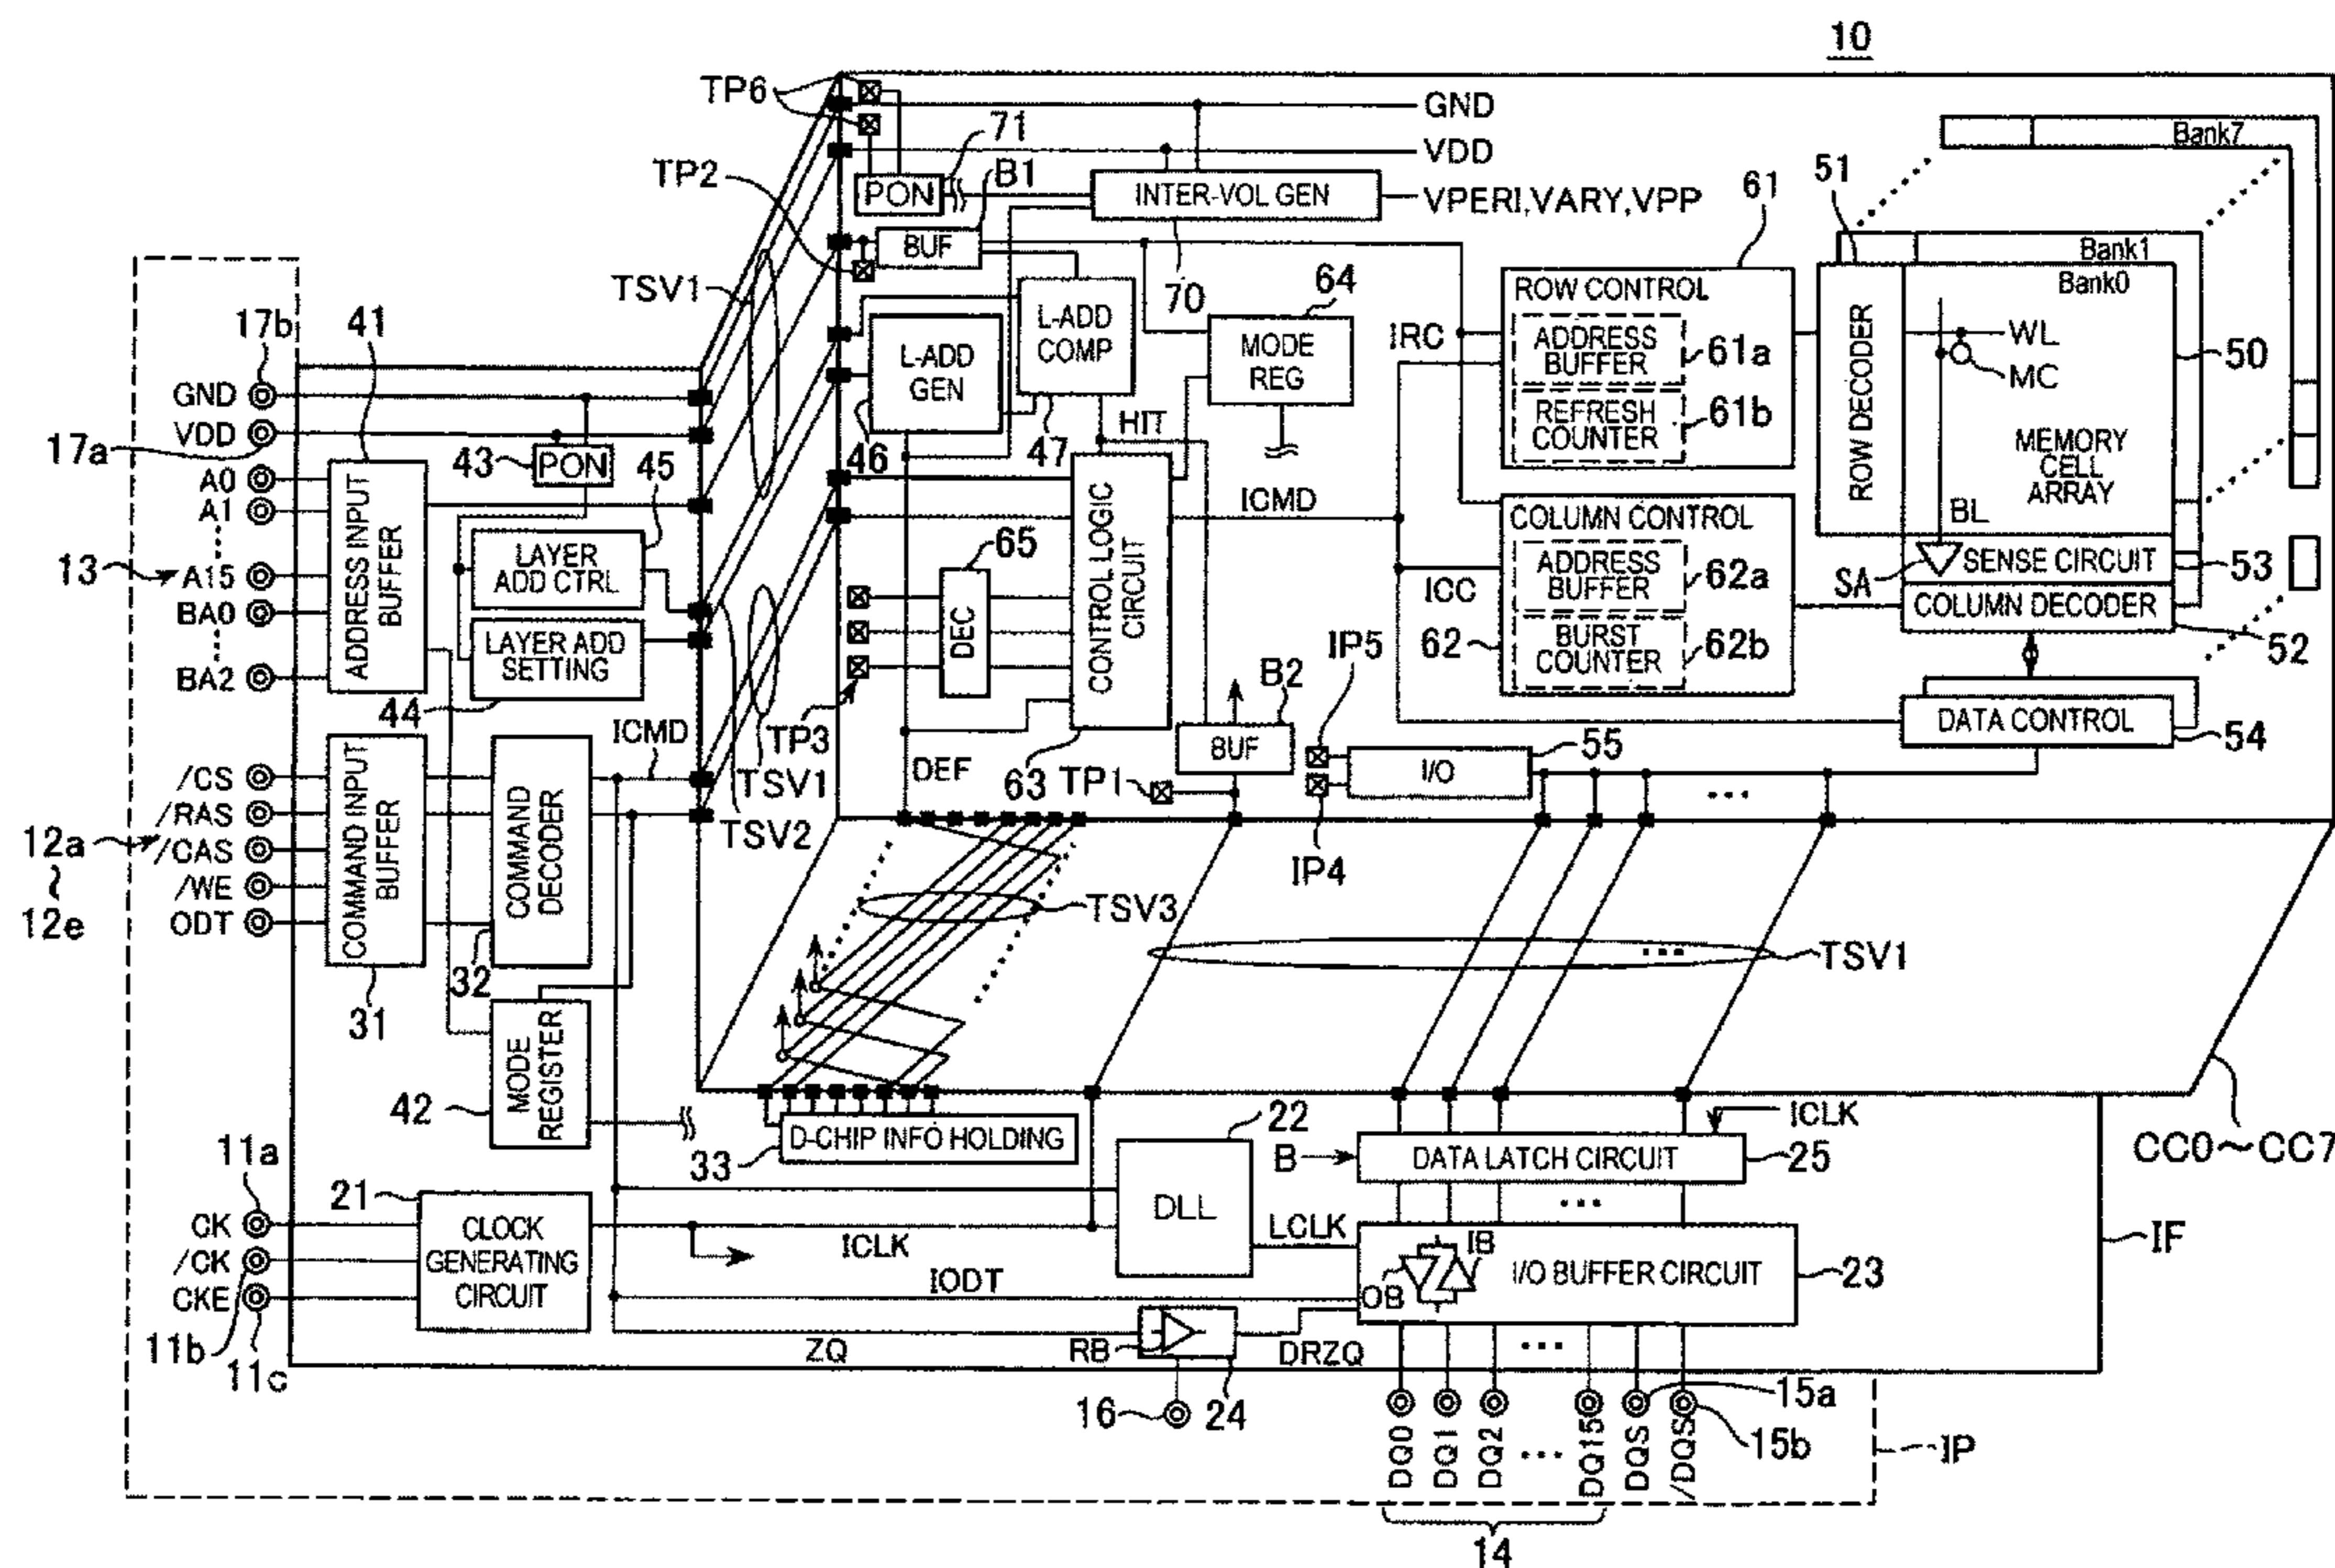 10
TP6
GND
71
VDD
Bank7
TP2
B1
PON
INTER-VOL GEN
VPERI,VARY,VPP
61
51
BUF
Bank1
Bank0
TSV1
70
64
ROW CONTROL
17b
41
L-ADD
COMP
L-ADD
GEN
MODE
REG
IRC
ADDRESS
BUFFER
61a
ROW DECODER
WL
MC
50
GND
VDD
17a
43
PON
45
46
47
HIT
REFRESH
COUNTER
61b
MEMORY
CELL
ARRAY
A0
A1
13
A15
BA0
BA2
ADDRESS INPUT
BUFFER
LAYER
ADD CTRL
LAYER ADD
SETTING
44
65
DEC
CONTROL LOGIC
CIRCUIT
ICMD
COLUMN CONTROL
ADDRESS
BUFFER
62a
BL
SA
SENSE CIRCUIT
53
ICC
COLUMN DECODER
52
62
BURST
COUNTER
62b
IP5
B2
TP3
ICMD
DATA CONTROL
54
/CS
/RAS
12a
/CAS
/WE
12e
ODT
COMMAND INPUT
BUFFER
COMMAND
DECODER
TSV1
TSV2
DEF
63
TP1
BUF
55
I/O
IP4
TSV3
TSV1
32
31
42
MODE
REGISTER
22
ICLK
D-CHIP INFO HOLDING
33
B
DATA LATCH CIRCUIT
25
CC0~CC7
11a
21
CK
/CK
CKE
CLOCK
GENERATING
CIRCUIT
DLL
LCLK
ICLK
IB
OB
I/O BUFFER CIRCUIT
23
IF
IODT
11b
11c
ZQ
RB
DRZQ
16
24
15a
15b
DQ0
DQ1
DQ2
DQ15
DQS
/DQS
IP
14